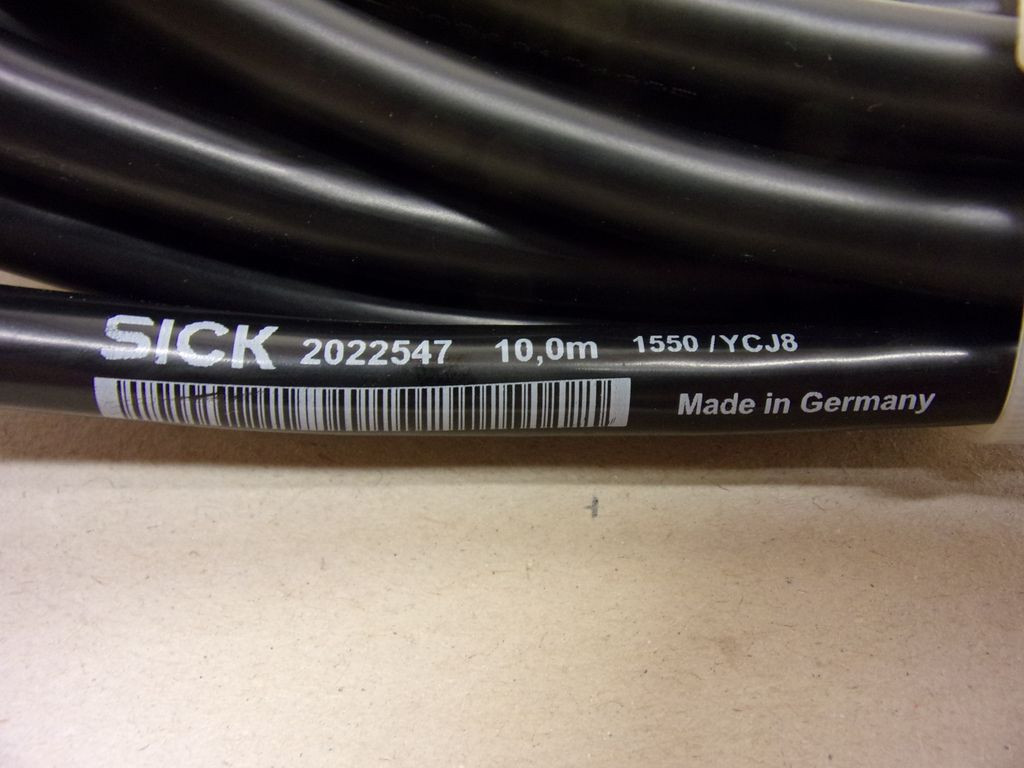 SICK 2022547 10,0m 1550 /YCJ8
Made in Germany